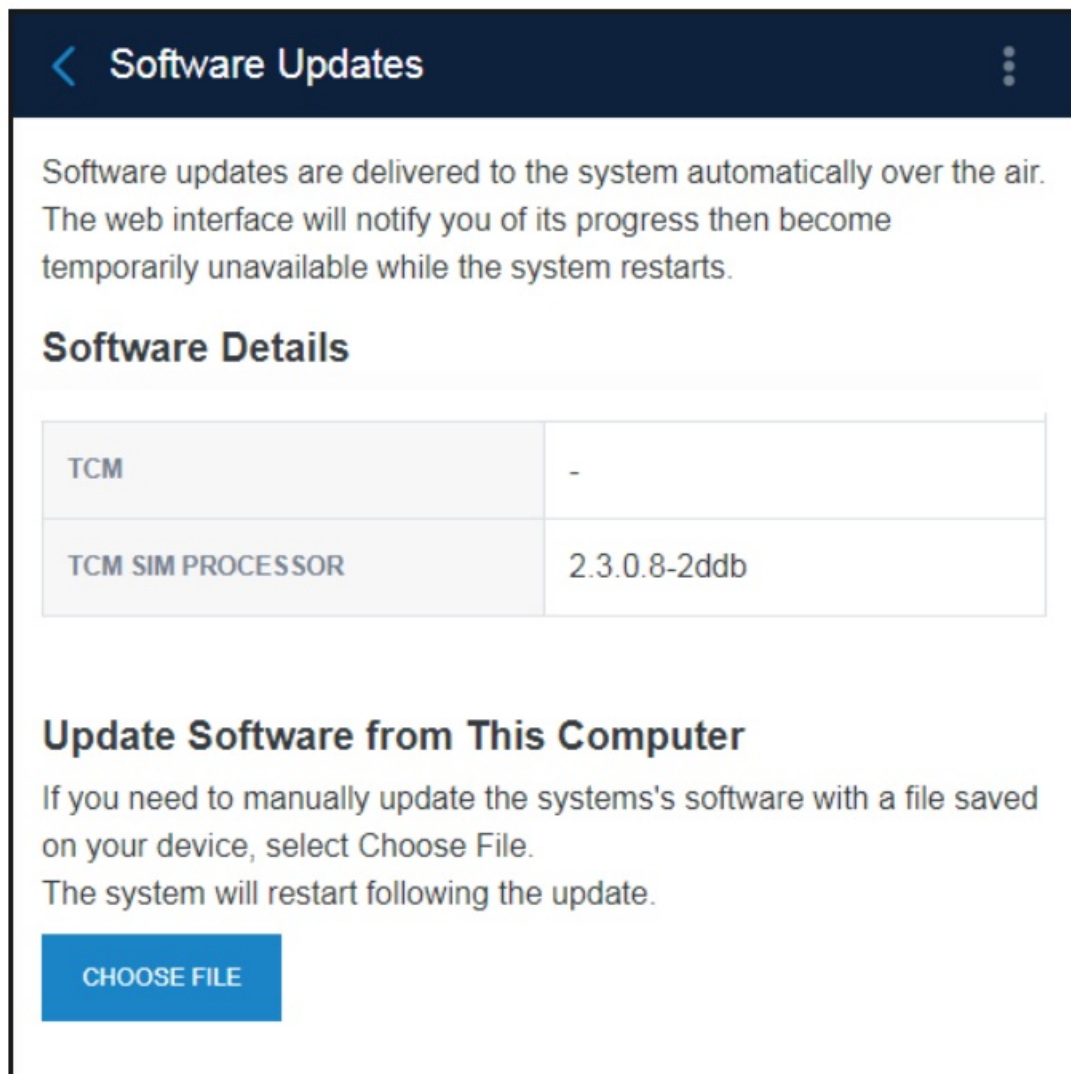 Software Updates
Software updates are delivered to the system automatically over the air.
The web interface will notify you of its progress then become
temporarily unavailable while the system restarts.
Software Details
TCM -
TCM SIM PROCESSOR 2.3.0.8-2ddb
Update Software from This Computer
If you need to manually update the systems's software with a file saved
on your device, select Choose File.
The system will restart following the update.
CHOOSE FILE